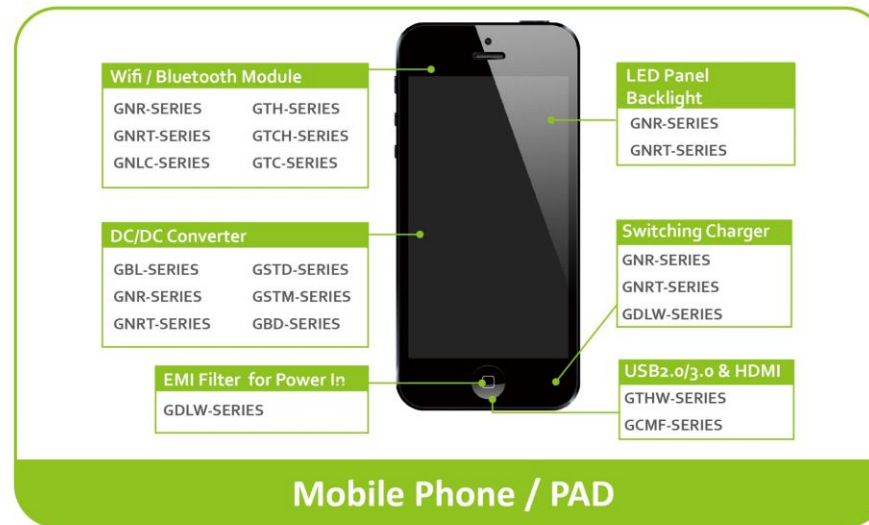 Wifi / Bluetooth Module
GNR-SERIES GTH-SERIES
GNRT-SERIES GTCH-SERIES
GNLC-SERIES GTC-SERIES
DC/DC Converter
GBL-SERIES GSTD-SERIES
GNR-SERIES GSTM-SERIES
GNRT-SERIES GBD-SERIES
EMI Filter for Power In
GDLW-SERIES
LED Panel
Backlight
GNR-SERIES
GNRT-SERIES
Switching Charger
GNR-SERIES
GNRT-SERIES
GDLW-SERIES
USB2.0/3.0 & HDMI
GTHW-SERIES
GCMF-SERIES
Mobile Phone / PAD